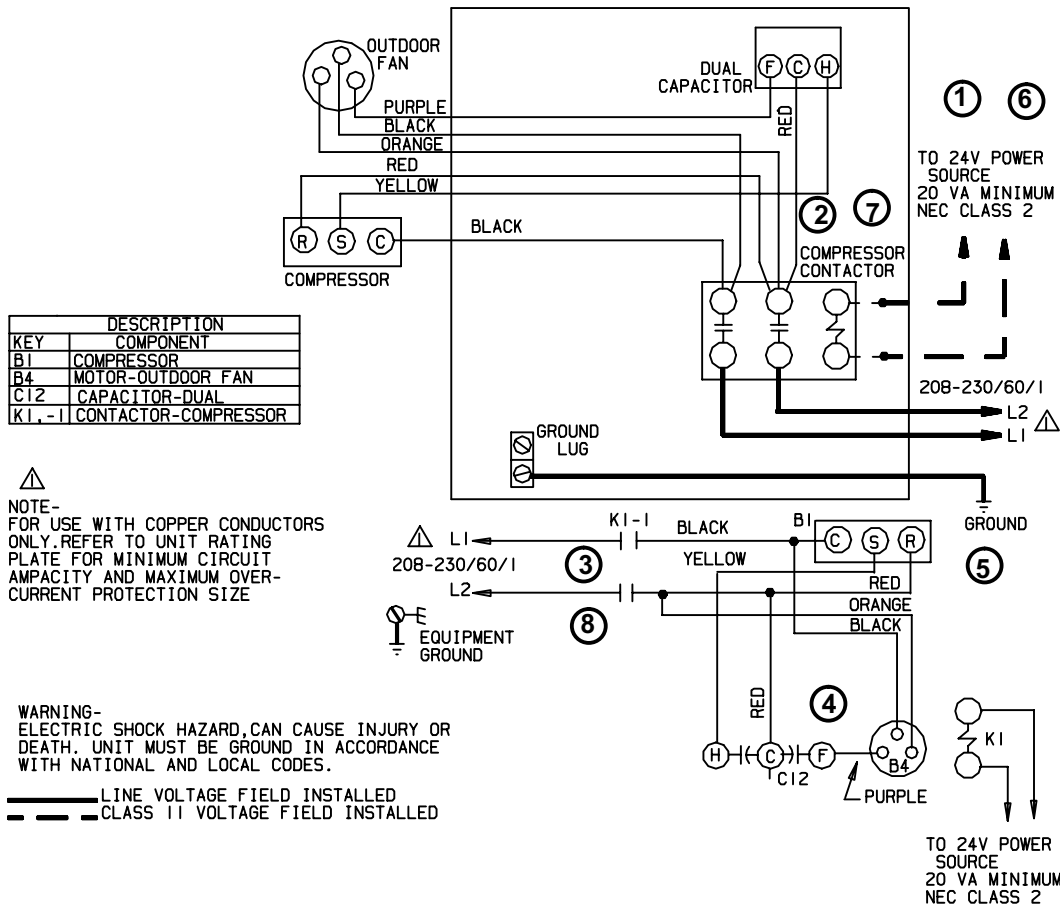 OUTDOOR
FAN
DUAL
CAPACITOR
F C H
1 6
PURPLE
BLACK
ORANGE
RED
YELLOW
RED
TO 24V POWER
SOURCE
20 VA MINIMUM
NEC CLASS 2
2 7
R S C
BLACK
COMPRESSOR
COMPRESSOR
CONTACTOR
DESCRIPTION
KEY COMPONENT
B1 COMPRESSOR
B4 MOTOR-OUTDOOR FAN
C12 CAPACITOR-DUAL
K1,-1 CONTACTOR-COMPRESSOR
208-230/60/1
L2
L1
GROUND
LUG
GROUND
NOTE-
FOR USE WITH COPPER CONDUCTORS
ONLY.REFER TO UNIT RATING
PLATE FOR MINIMUM CIRCUIT
AMPACITY AND MAXIMUM OVER-
CURRENT PROTECTION SIZE
L1
K1-1
BLACK
B1
C S R
208-230/60/1
3
YELLOW
5
L2
RED
ORANGE
BLACK
8
EQUIPMENT
GROUND
RED
4
H C F
C12
B4
PURPLE
K1
WARNING-
ELECTRIC SHOCK HAZARD,CAN CAUSE INJURY OR
DEATH. UNIT MUST BE GROUND IN ACCORDANCE
WITH NATIONAL AND LOCAL CODES.
LINE VOLTAGE FIELD INSTALLED
CLASS II VOLTAGE FIELD INSTALLED
TO 24V POWER
SOURCE
20 VA MINIMUM
NEC CLASS 2